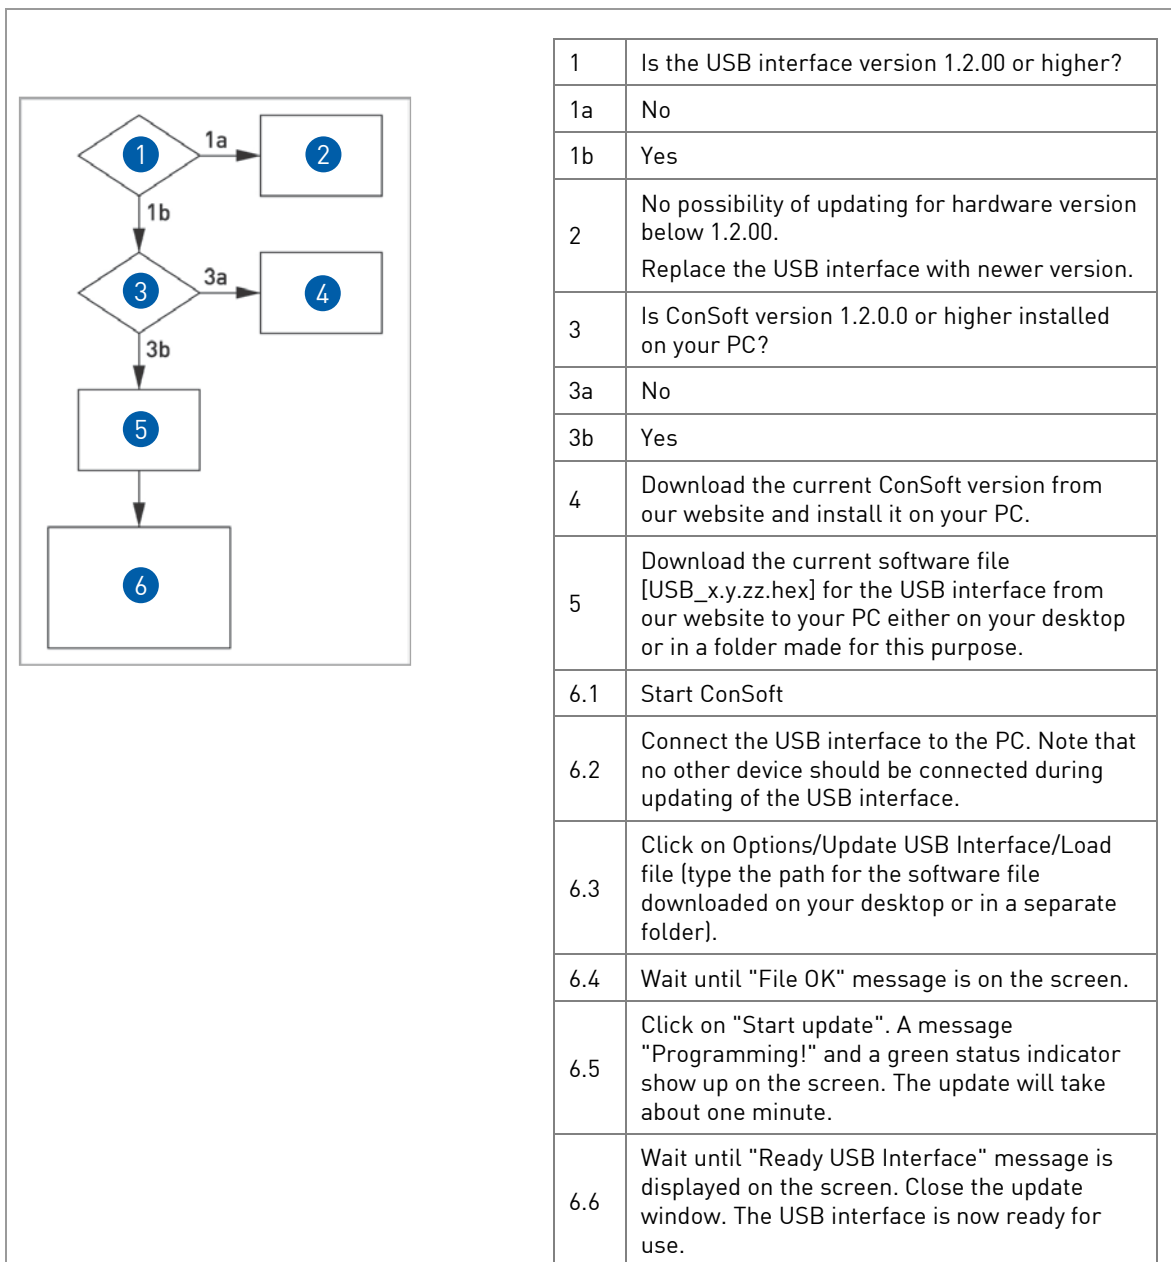 1a
1
2
1b
3a
3
4
3b
5
6
1 Is the USB interface version 1.2.00 or higher?
1a No
1b Yes
2 No possibility of updating for hardware version
below 1.2.00.
Replace the USB interface with newer version.
3 Is ConSoft version 1.2.0.0 or higher installed
on your PC?
3a No
3b Yes
4 Download the current ConSoft version from
our website and install it on your PC.
5 Download the current software file
[USB_x.y.zz.hex] for the USB interface from
our website to your PC either on your desktop
or in a folder made for this purpose.
6.1 Start ConSoft
6.2 Connect the USB interface to the PC. Note that
no other device should be connected during
updating of the USB interface.
6.3 Click on Options/Update USB Interface/Load
file (type the path for the software file
downloaded on your desktop or in a separate
folder).
6.4 Wait until "File OK" message is on the screen.
6.5 Click on "Start update". A message
"Programming!" and a green status indicator
show up on the screen. The update will take
about one minute.
6.6 Wait until "Ready USB Interface" message is
displayed on the screen. Close the update
window. The USB interface is now ready for
use.